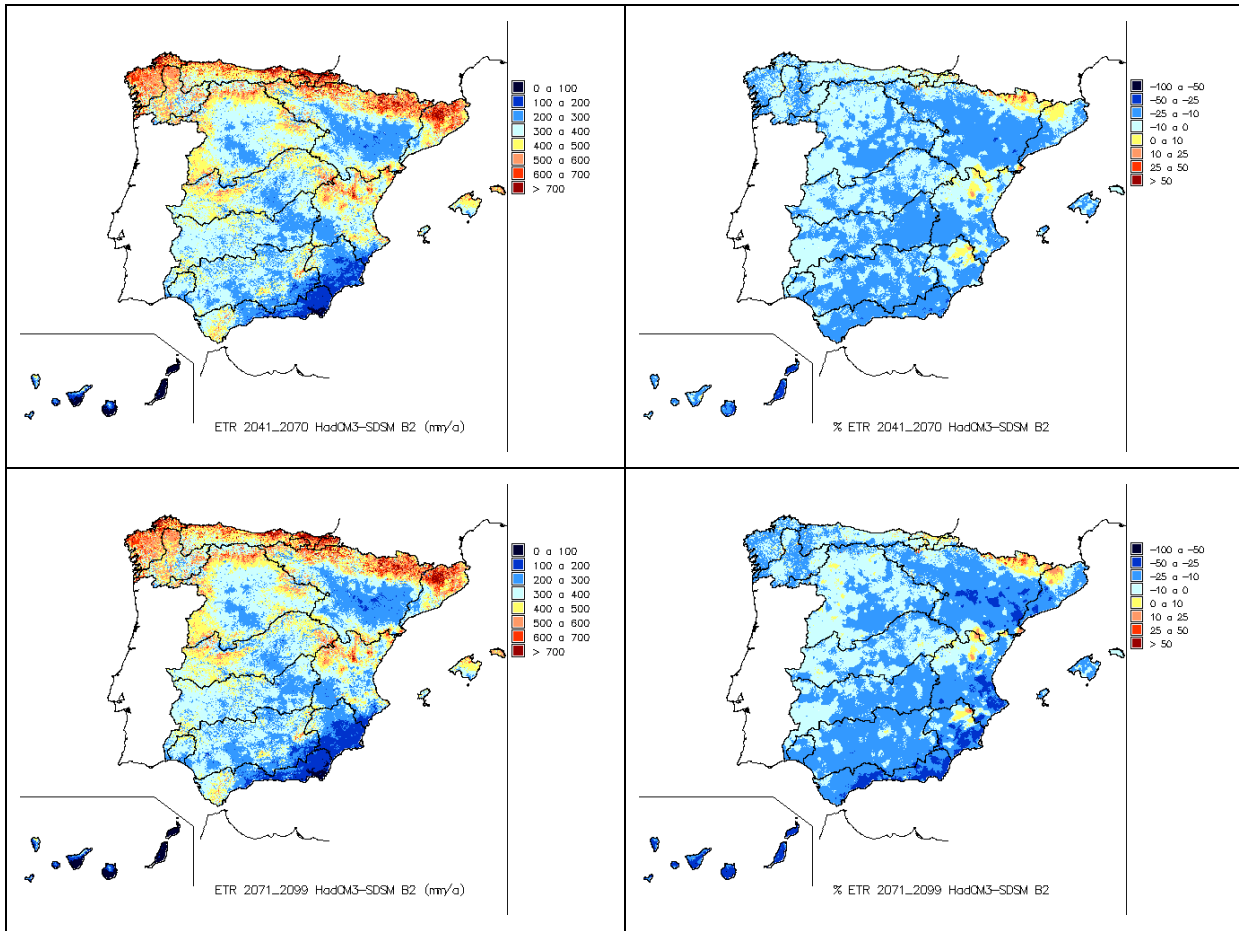 0 a 100
100 a 200
200 a 300
300 a 400
400 a 500
500 a 600
600 a 700
> 700
ETR 2041_2070 HadCM3-SDSM B2 (mm/a)
-100 a -50
-50 a -25
-25 a -10
-10 a 0
0 a 10
10 a 25
25 a 50
> 50
% ETR 2041_2070 HadCM3-SDSM B2
0 a 100
100 a 200
200 a 300
300 a 400
400 a 500
500 a 600
600 a 700
> 700
ETR 2071_2099 HadCM3-SDSM B2 (mm/a)
-100 a -50
-50 a -25
-25 a -10
-10 a 0
0 a 10
10 a 25
25 a 50
> 50
% ETR 2071_2099 HadCM3-SDSM B2